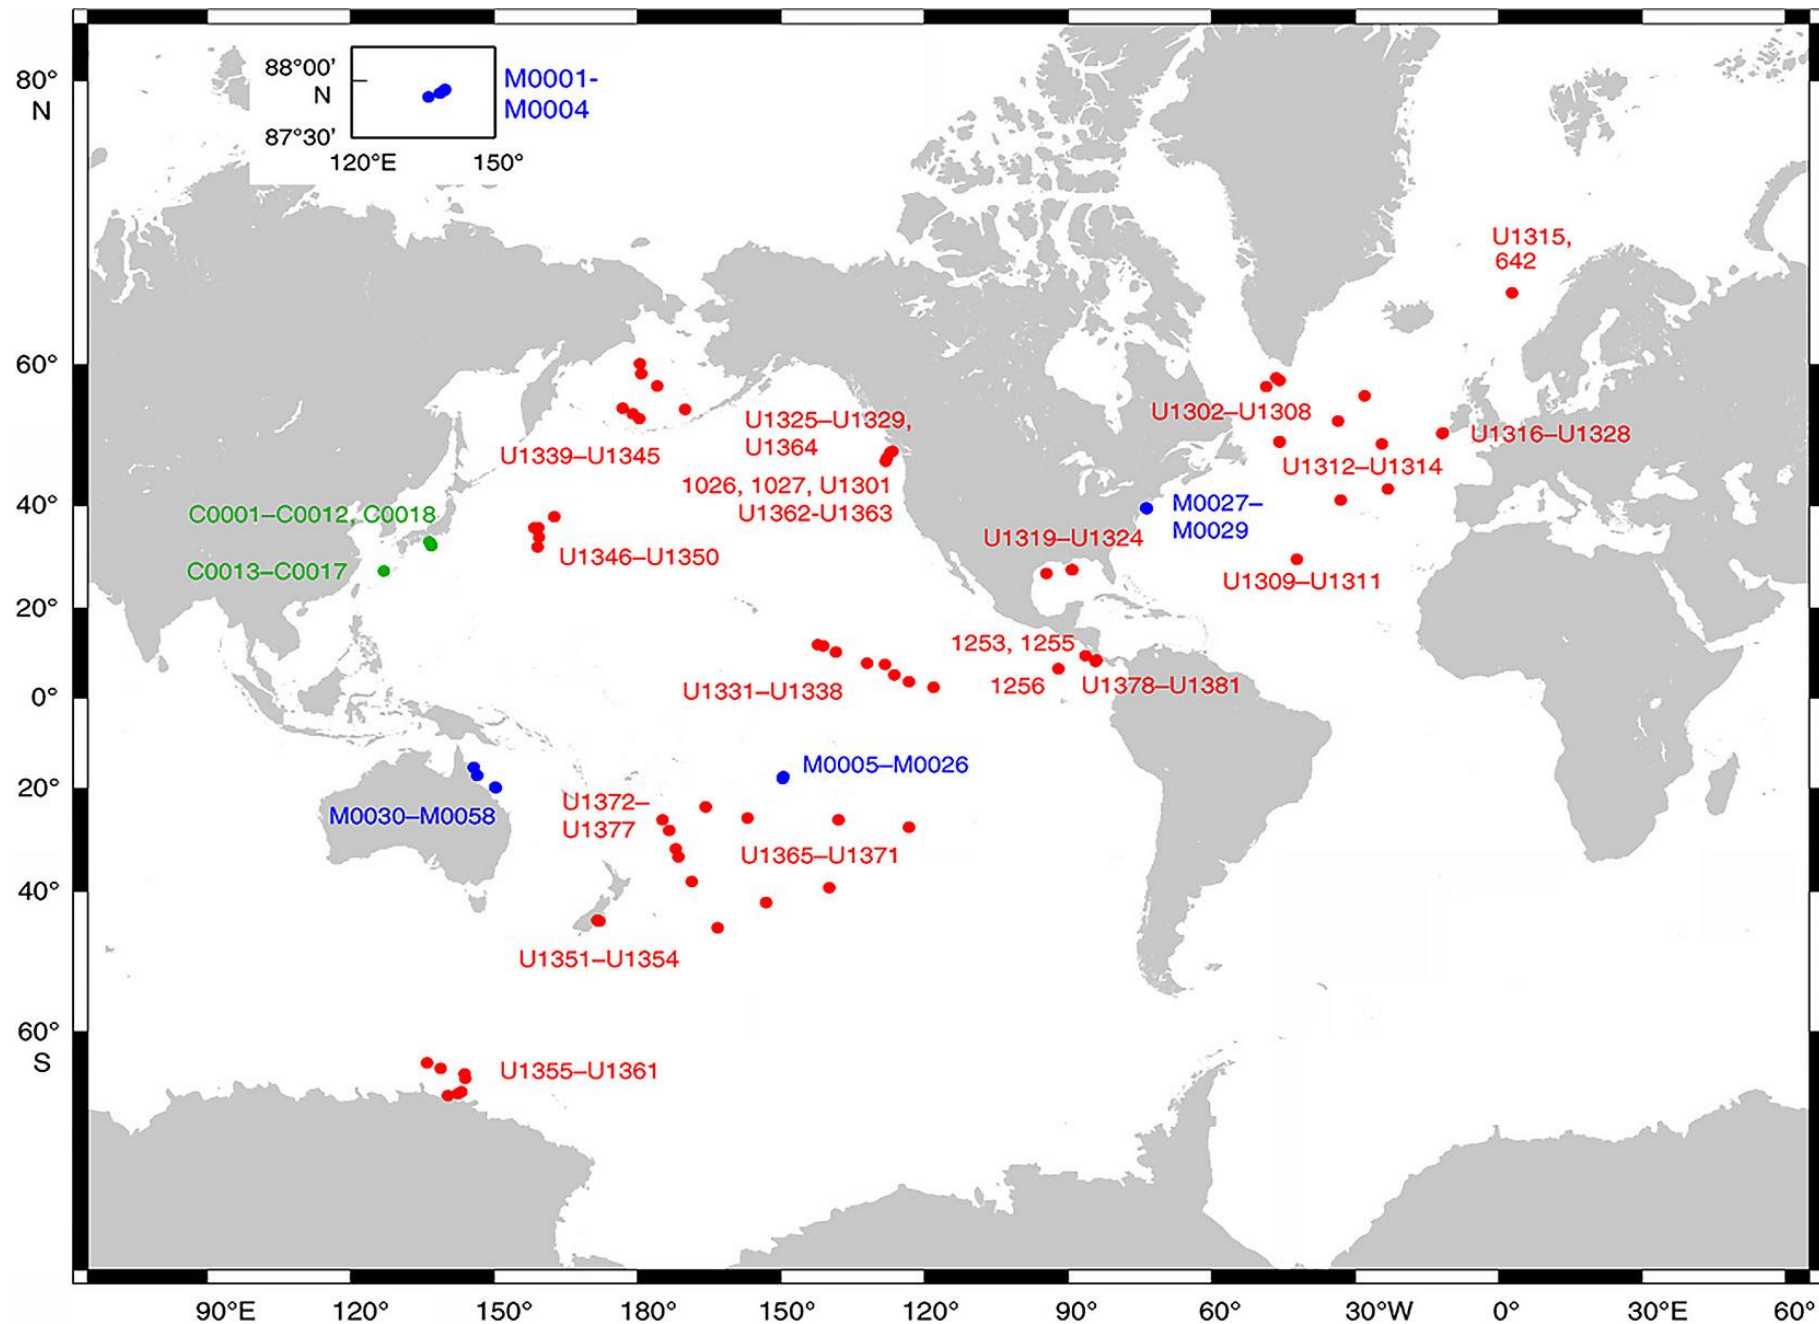 88°00'
N
87°30'
120°E 150°
M0001-
M0004
80°
N
60°
40°
20°
0°
20°
40°
60°
S
U1315,
642
U1302–U1308
U1316–U1328
U1312–U1314
U1325–U1329,
U1364
1026, 1027, U1301
U1362-U1363
U1339–U1345
C0001–C0012, C0018
C0013–C0017
U1346–U1350
U1319–U1324
M0027–
M0029
U1309–U1311
1253, 1255
1256
U1378–U1381
U1331–U1338
M0005–M0026
M0030–M0058
U1372–
U1377
U1365–U1371
U1351–U1354
U1355–U1361
90°E 120° 150° 180° 150° 120° 90° 60° 30°W 0° 30°E 60°